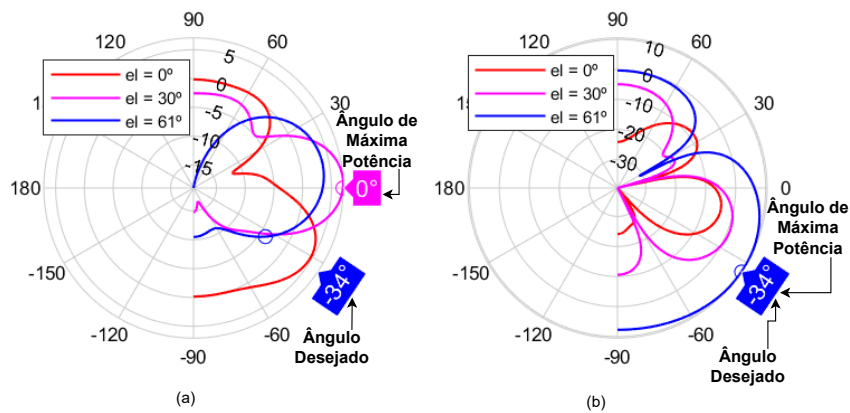 90
120
60
5
el = 0º
el = 30º
el = 61º
0
30
-5
-10
-15
Ângulo de
Máxima
Potência
180
0°
-150
-34°
-120
-60
-90
Ângulo
Desejado
(a)
90
120
60
10
el = 0º
el = 30º
el = 61º
0
-10
30
-20
-30
180
0
Ângulo de
Máxima
Potência
-150
-34°
-120
-60
-90
Ângulo
Desejado
(b)